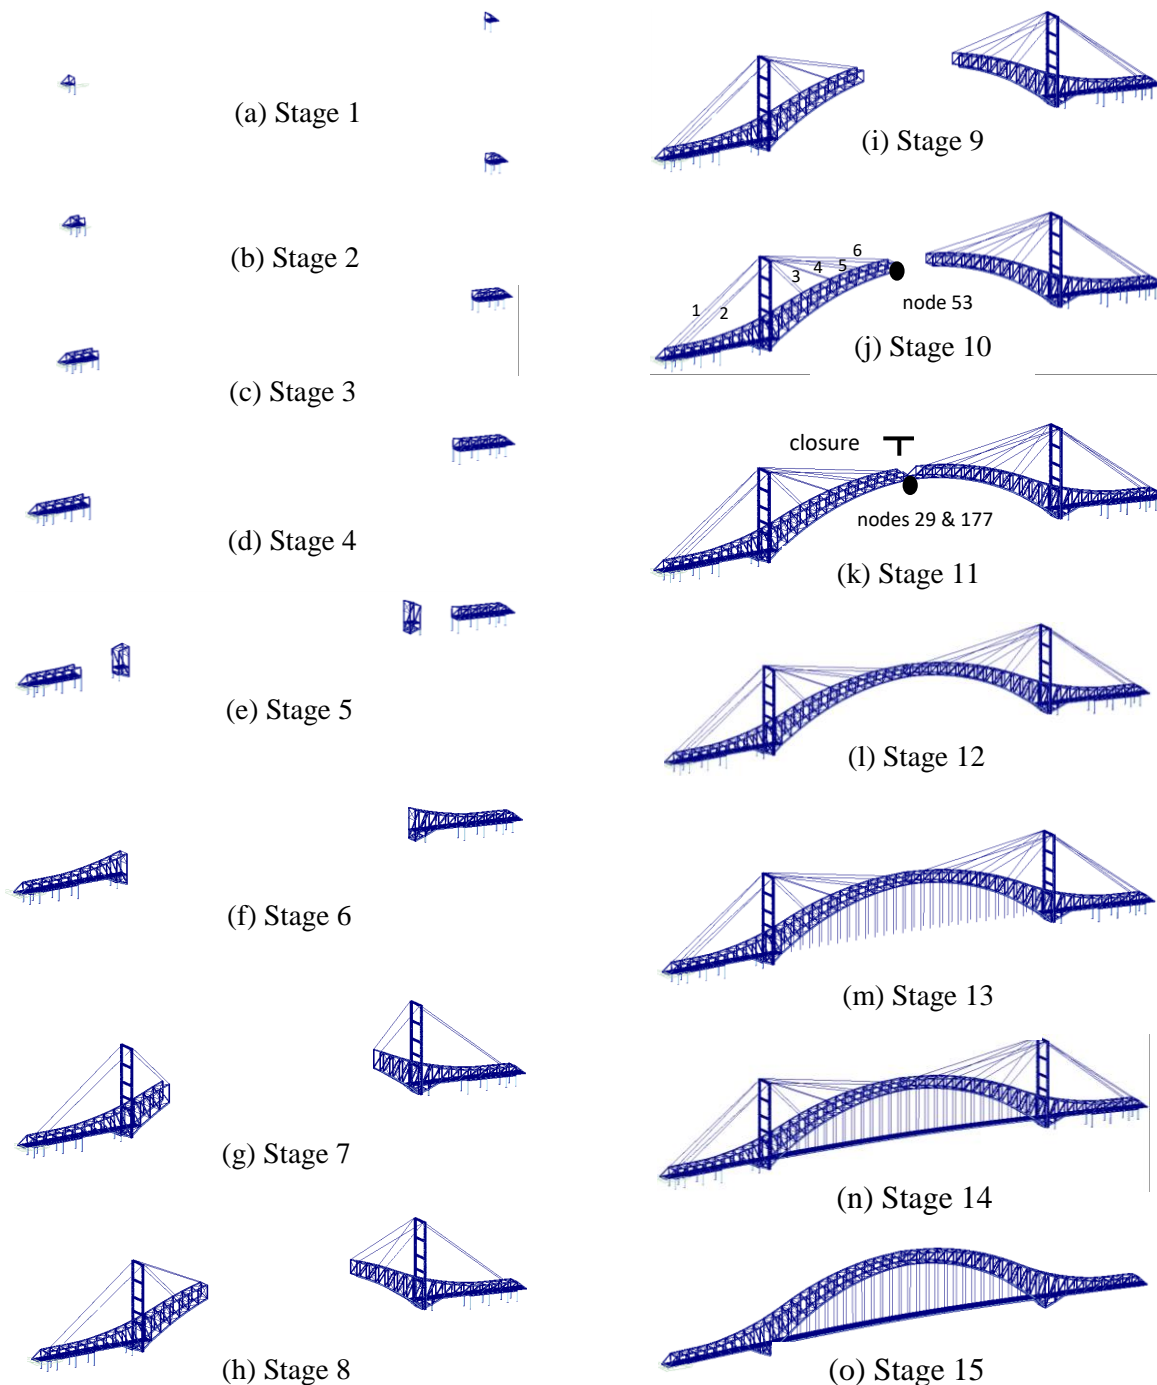 (a) Stage 1
(b) Stage 2
(c) Stage 3
(d) Stage 4
(e) Stage 5
(f) Stage 6
(g) Stage 7
(h) Stage 8
(i) Stage 9
1
2
3
4
5
6
node 53
(j) Stage 10
closure
nodes 29 & 177
(k) Stage 11
(l) Stage 12
(m) Stage 13
(n) Stage 14
(o) Stage 15